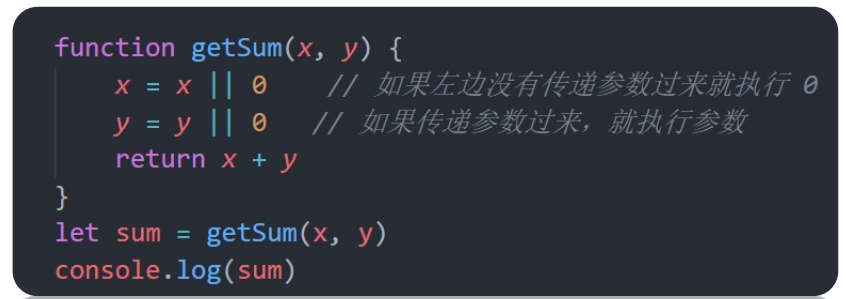 function getSum(x, y) {
    x = x || 0    // 如果左边没有传递参数过来就执行 0
    y = y || 0   // 如果传递参数过来，就执行参数
    return x + y
}
let sum = getSum(x, y)
console.log(sum)